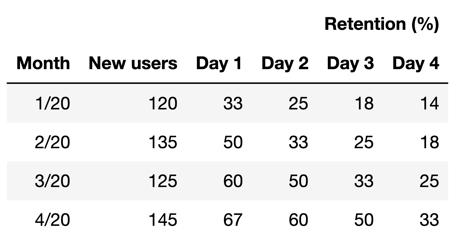 Retention (%)
Month New users Day 1 Day 2 Day 3 Day 4
1/20 120 33 25 18 14
2/20 135 50 33 25 18
3/20 125 60 50 33 25
4/20 145 67 60 50 33